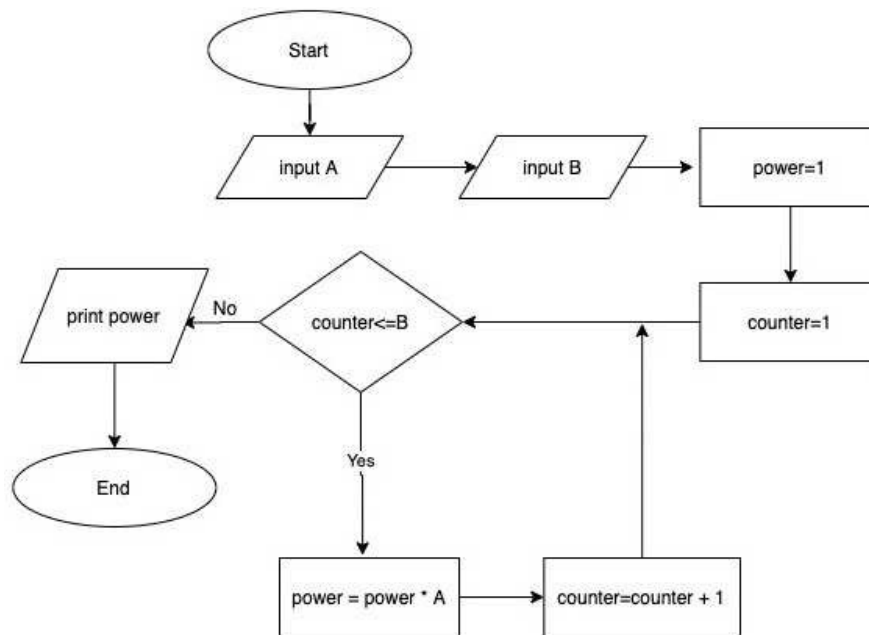 Start
input A
input B
power=1
counter=1
counter<=B
No
print power
End
Yes
power = power * A
counter=counter + 1